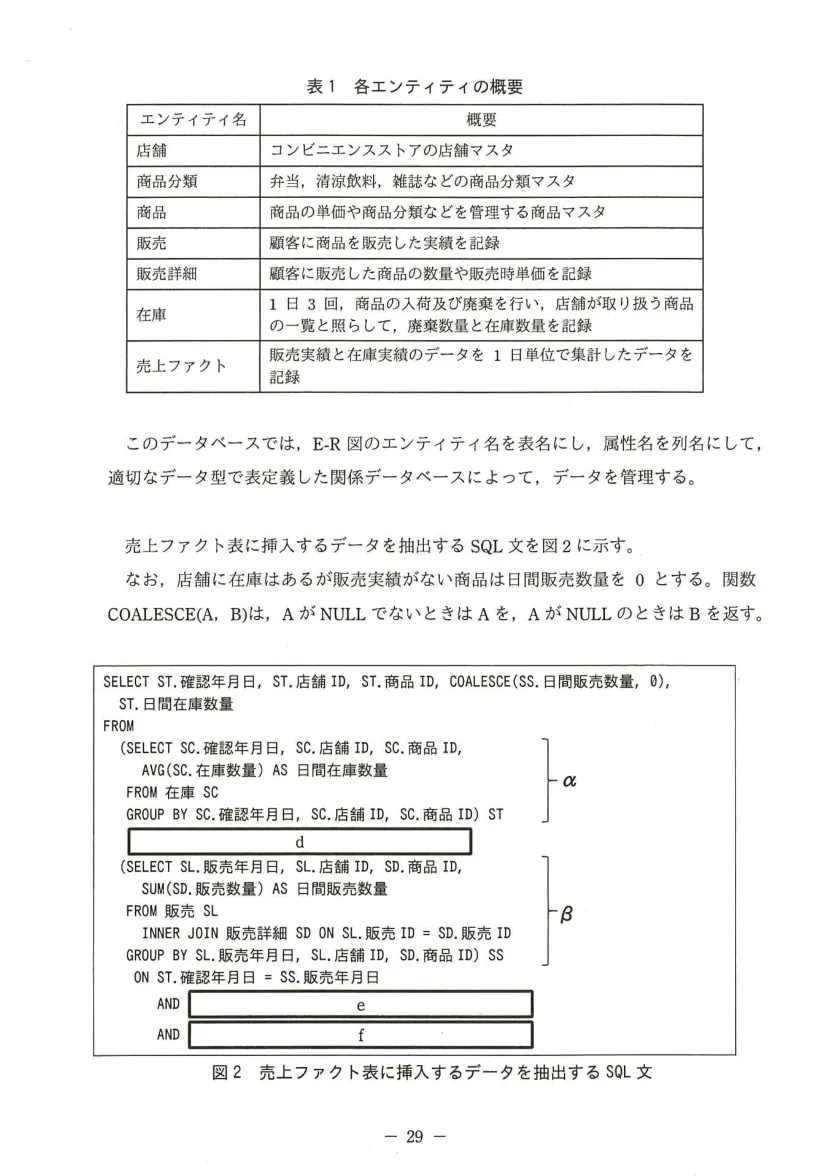 表1 各エンティティの概要
エンティティ名 概要
店舗 コンビニエンスストアの店舗マスタ
商品分類 弁当，清涼飲料，雑誌などの商品分類マスタ
商品 商品の単価や商品分類などを管理する商品マスタ
販売 顧客に商品を販売した実績を記録
販売詳細 顧客に販売した商品の数量や販売時単価を記録
在庫 1 日 3 回，商品の入荷及び廃棄を行い，店舗が取り扱う商品
の一覧と照らして，廃棄数量と在庫数量を記録
売上ファクト 販売実績と在庫実績のデータを 1 日単位で集計したデータを
記録
このデータベースでは，E-R 図のエンティティ名を表名にし，属性名を列名にして，
適切なデータ型で表定義した関係データベースによって，データを管理する。
売上ファクト表に挿入するデータを抽出する SQL 文を図 2 に示す。
なお，店舗に在庫はあるが販売実績がない商品は日間販売数量を 0 とする。関数
COALESCE(A，B)は，A が NULL でないときは A を，A が NULL のときは B を返す。
SELECT ST.確認年月日, ST.店舗 ID, ST.商品 ID, COALESCE(SS.日間販売数量, 0),
ST.日間在庫数量
FROM
(SELECT SC.確認年月日, SC.店舗 ID, SC.商品 ID,
AVG(SC.在庫数量) AS 日間在庫数量
FROM 在庫 SC
GROUP BY SC.確認年月日, SC.店舗 ID, SC.商品 ID) ST
α
d
(SELECT SL.販売年月日, SL.店舗 ID, SD.商品 ID,
SUM(SD.販売数量) AS 日間販売数量
FROM 販売 SL
INNER JOIN 販売詳細 SD ON SL.販売 ID = SD.販売 ID
GROUP BY SL.販売年月日, SL.店舗 ID, SD.商品 ID) SS
β
ON ST.確認年月日 = SS.販売年月日
AND e
AND f
図2 売上ファクト表に挿入するデータを抽出する SQL 文
― 29 ―